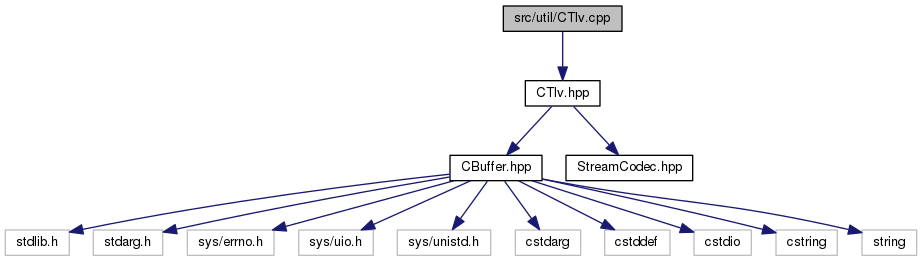 src/util/CTlv.cpp
CTlv.hpp
CBuffer.hpp
StreamCodec.hpp
stdlib.h
stdarg.h
sys/errno.h
sys/uio.h
sys/unistd.h
cstdarg
cstddef
cstdio
cstring
string